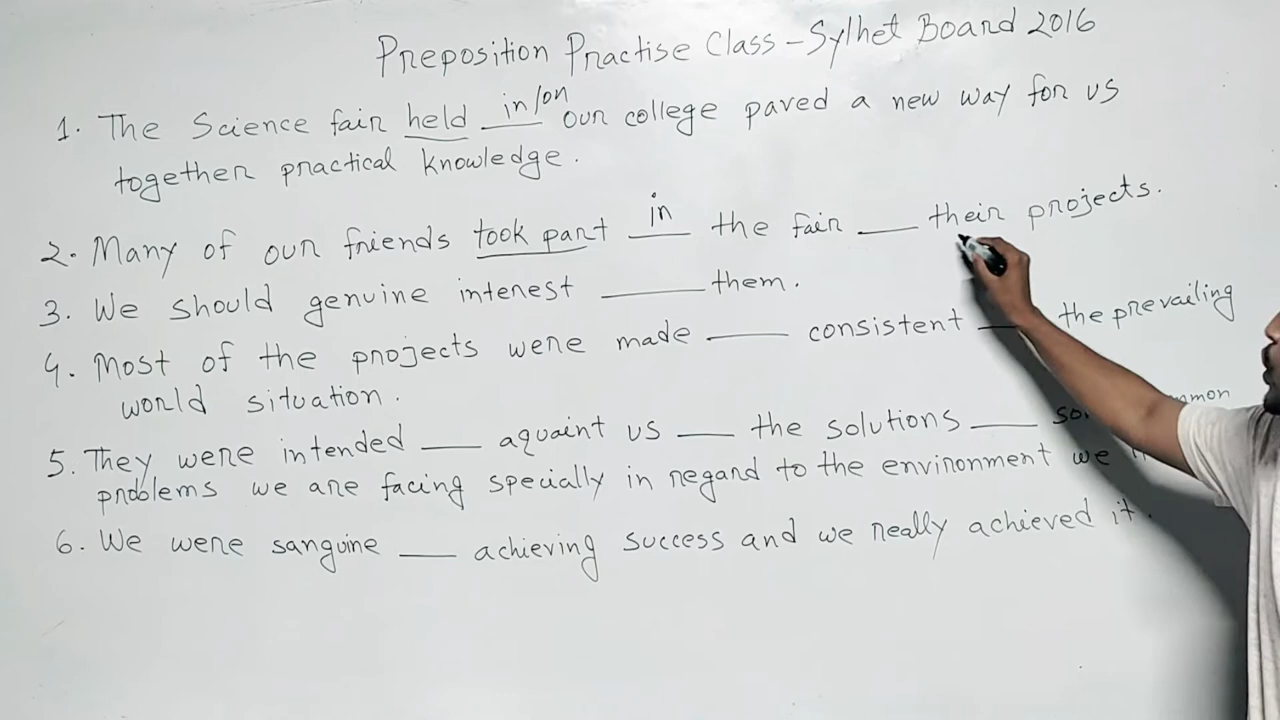 Preposition Practise Class - Sylhet Board 2016
1. The Science fair held in/on our college paved a new way for us
together practical knowledge.
2. Many of our friends took part in the fair ___ their projects.
3. We should genuine interest ___ them.
4. Most of the projects were made ___ consistent ___ the prevailing
world situation.
5. They were intended ___ aquaint us ___ the solutions ___
problems we are facing specially in regard to the environment we
6. We were sanguine ___ achieving success and we really achieved it.